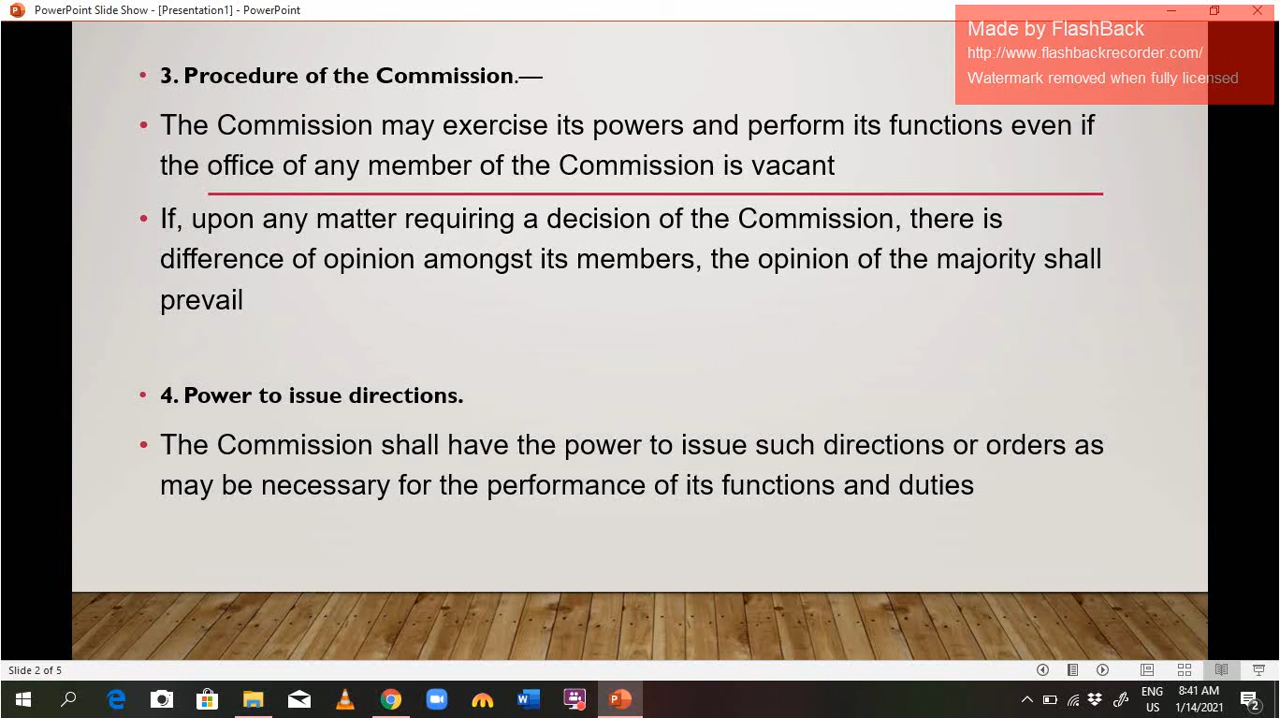 PowerPoint Slide Show - [Presentation1] - PowerPoint
Made by FlashBack
http://www.flashbackrecorder.com/
Watermark removed when fully licensed
• 3. Procedure of the Commission.—
• The Commission may exercise its powers and perform its functions even if
the office of any member of the Commission is vacant
• If, upon any matter requiring a decision of the Commission, there is
difference of opinion amongst its members, the opinion of the majority shall
prevail
• 4. Power to issue directions.
• The Commission shall have the power to issue such directions or orders as
may be necessary for the performance of its functions and duties
Slide 2 of 5
ENG
US
8:41 AM
1/14/2021
2